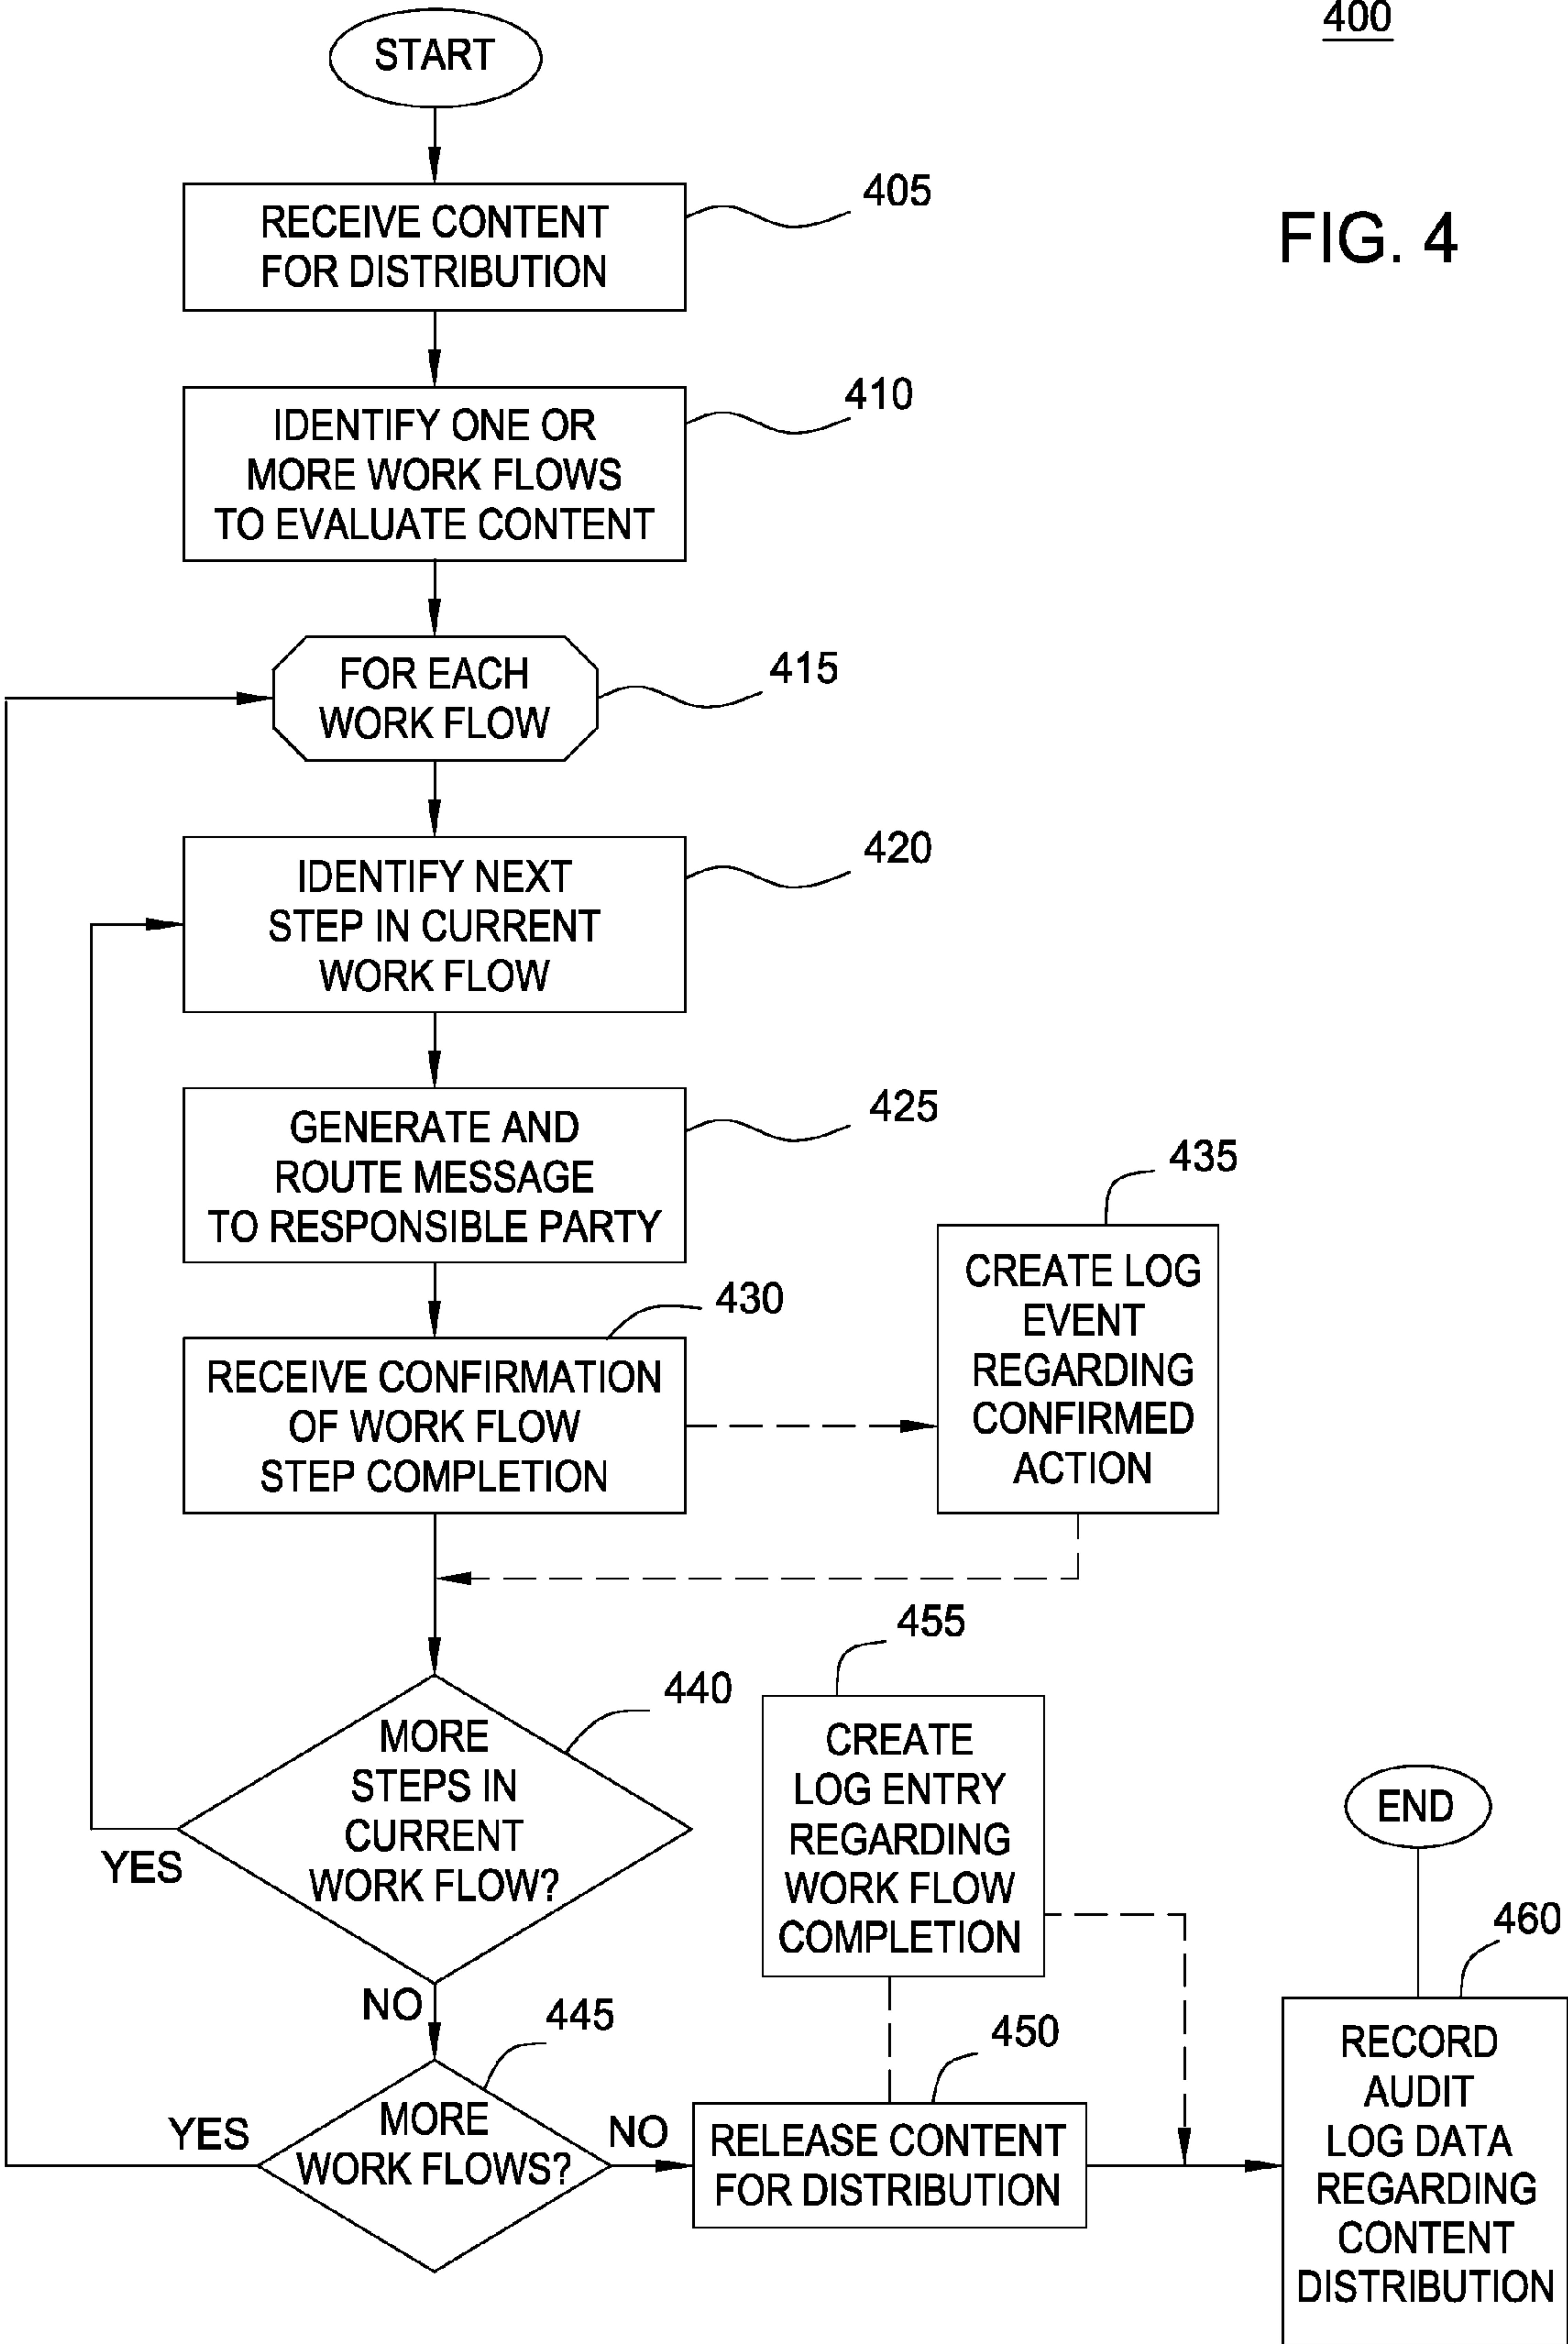 400
START
405
RECEIVE CONTENT
FOR DISTRIBUTION
FIG. 4
410
IDENTIFY ONE OR
MORE WORK FLOWS
TO EVALUATE CONTENT
415
FOR EACH
WORK FLOW
420
IDENTIFY NEXT
STEP IN CURRENT
WORK FLOW
425
GENERATE AND
ROUTE MESSAGE
TO RESPONSIBLE PARTY
430
RECEIVE CONFIRMATION
OF WORK FLOW
STEP COMPLETION
435
CREATE LOG
EVENT
REGARDING
CONFIRMED
ACTION
440
MORE
STEPS IN
CURRENT
WORK FLOW?
YES
NO
445
MORE
WORK FLOWS?
YES
NO
450
RELEASE CONTENT
FOR DISTRIBUTION
455
CREATE
LOG ENTRY
REGARDING
WORK FLOW
COMPLETION
460
RECORD
AUDIT
LOG DATA
REGARDING
CONTENT
DISTRIBUTION
END